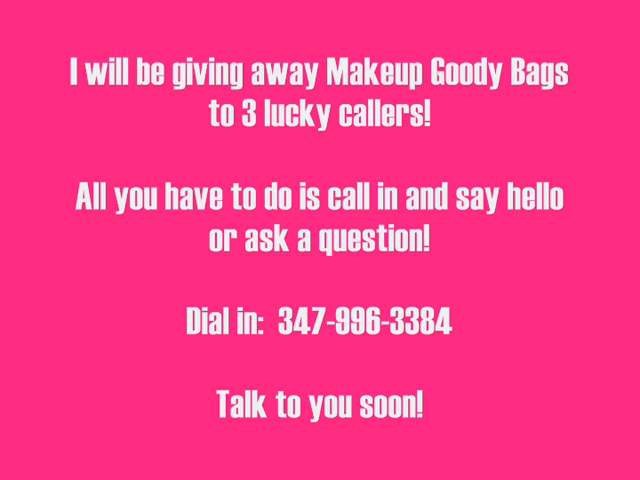 I will be giving away Makeup Goody Bags
to 3 lucky callers!
All you have to do is call in and say hello
or ask a question!
Dial in:  347-996-3384
Talk to you soon!